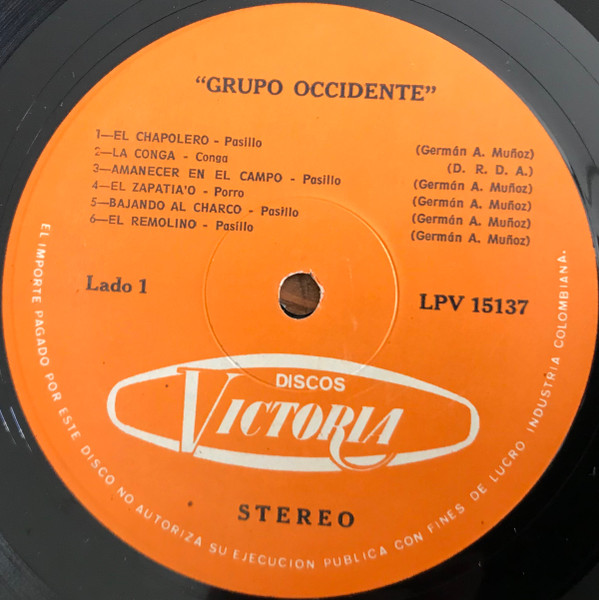 "GRUPO OCCIDENTE"
1—EL CHAPOLERO - Pasillo (Germán A. Muñoz)
2—LA CONGA - Conga (D. R. D. A.)
3—AMANECER EN EL CAMPO - Pasillo (Germán A. Muñoz)
4—EL ZAPATIA'O - Porro (Germán A. Muñoz)
5—BAJANDO AL CHARCO - Pasillo (Germán A. Muñoz)
6—EL REMOLINO - Pasillo (Germán A. Muñoz)
Lado 1
LPV 15137
DISCOS
VICTORIA
STEREO
EL IMPORTE PAGADO POR ESTE DISCO NO AUTORIZA SU EJECUCION PUBLICA CON FINES DE LUCRO INDUSTRIA COLOMBIANA.